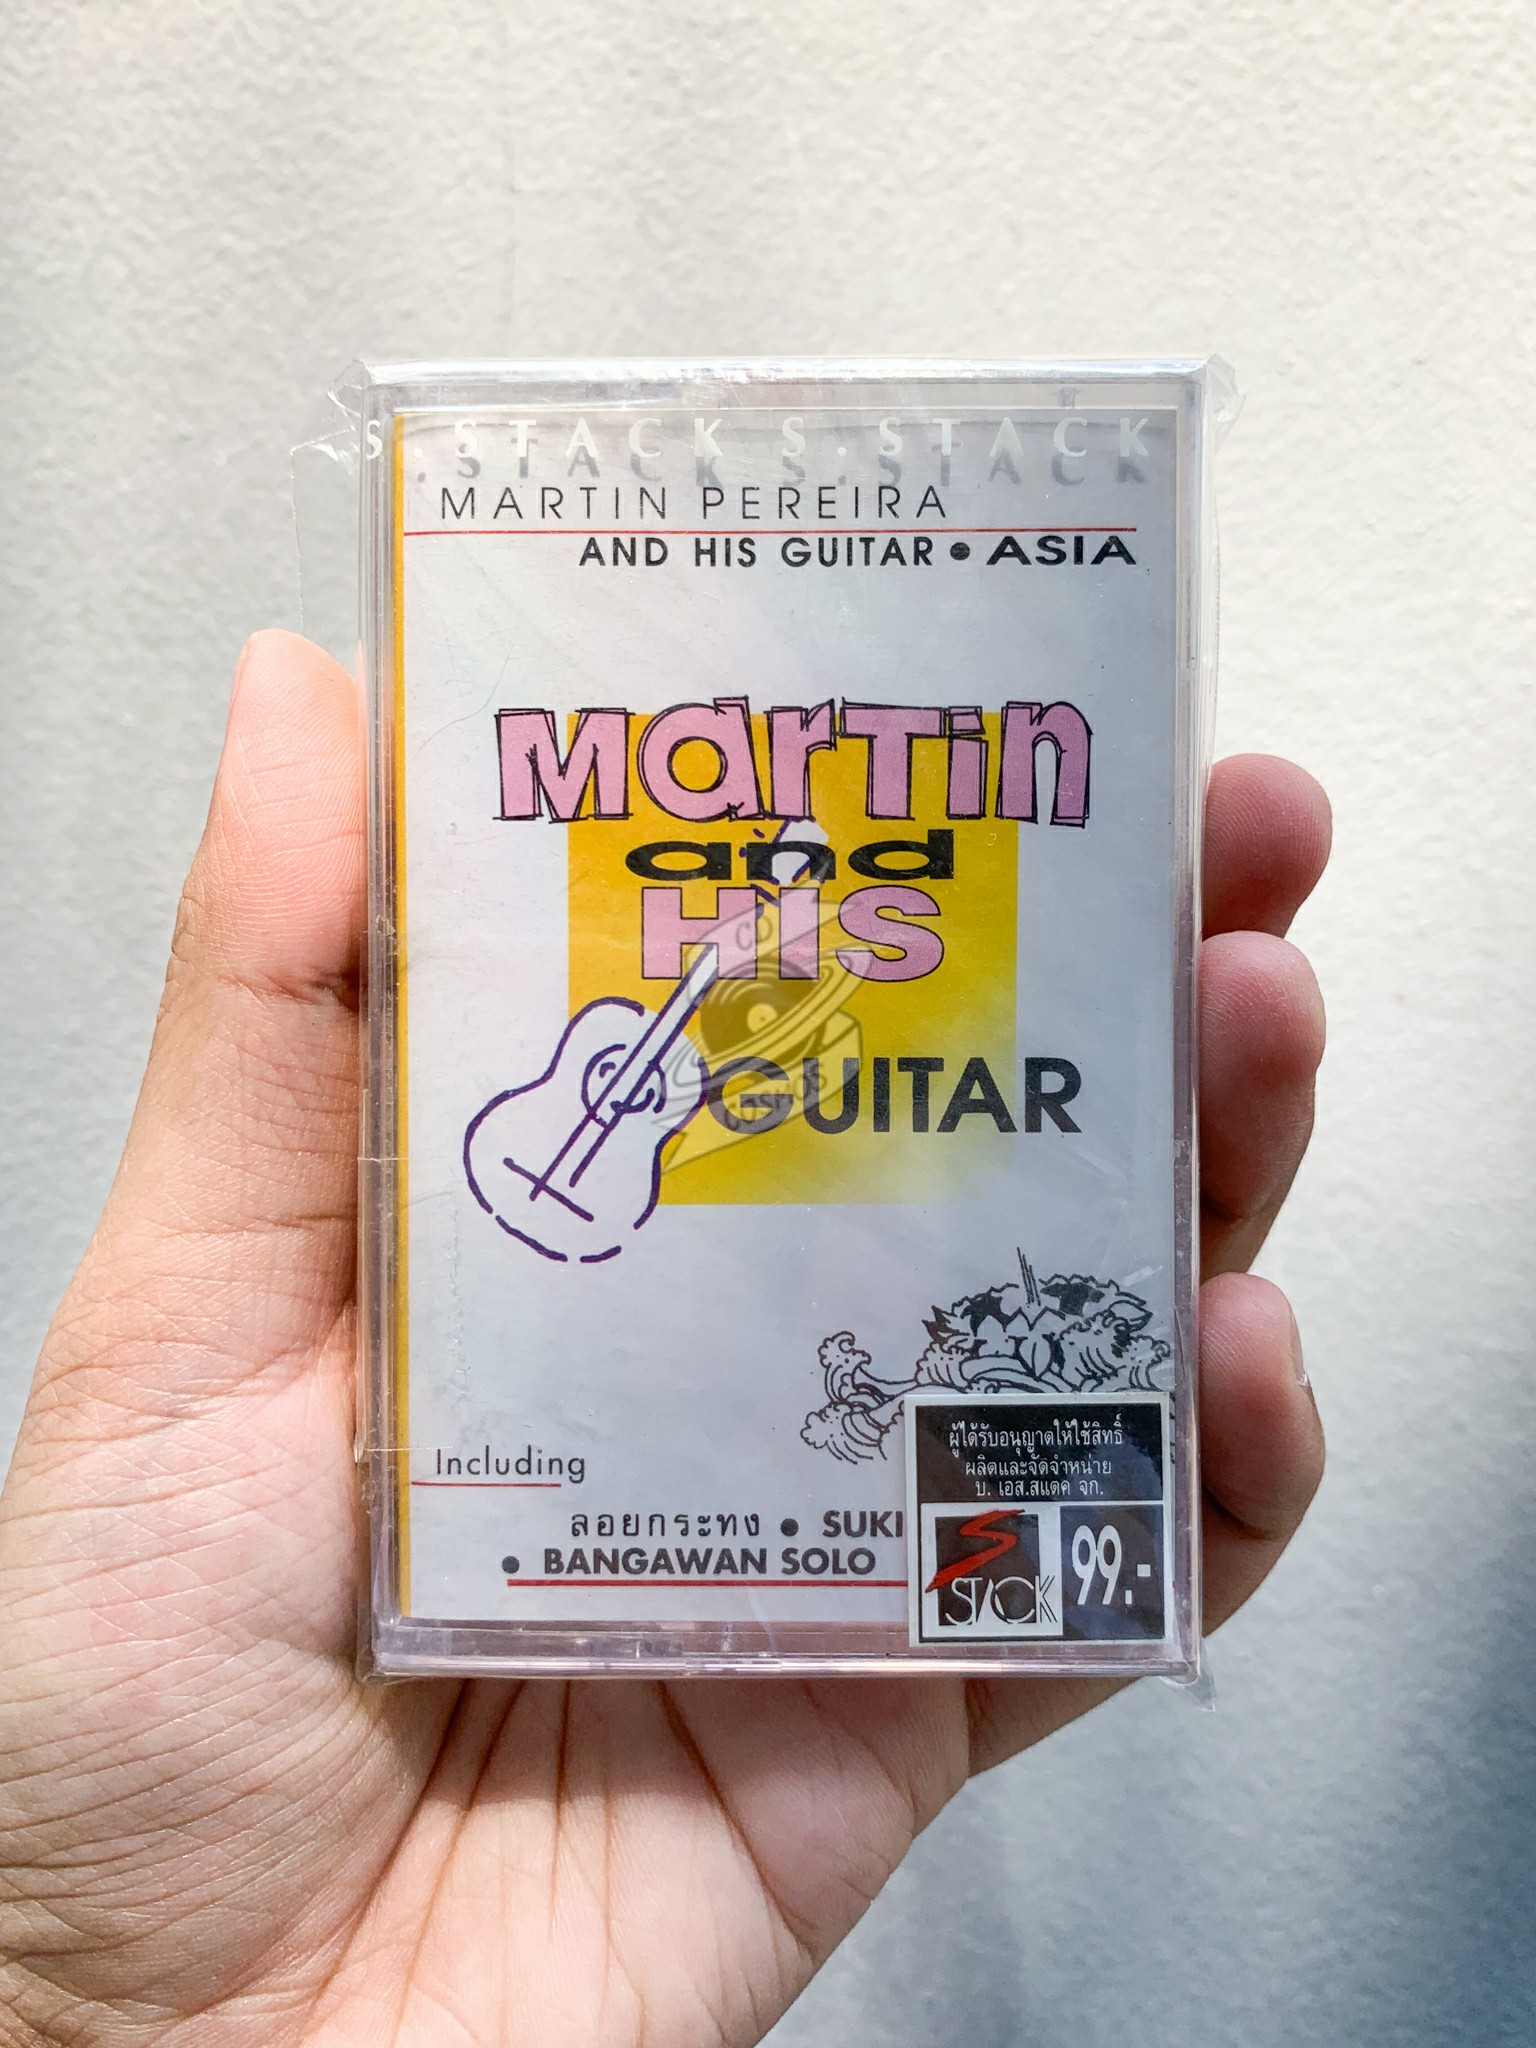 S.STACK S.STACK
MARTIN PEREIRA
AND HIS GUITAR • ASIA
Martin
and
HIS
GUITAR
CD
COSMOS
Including
ลอยกระทง • SUKI
• BANGAWAN SOLO
ผู้ได้รับอนุญาตให้ใช้สิทธิ์
ผลิตและจัดจำหน่าย
บ. เอส.สแตค จก.
S STACK
99.-